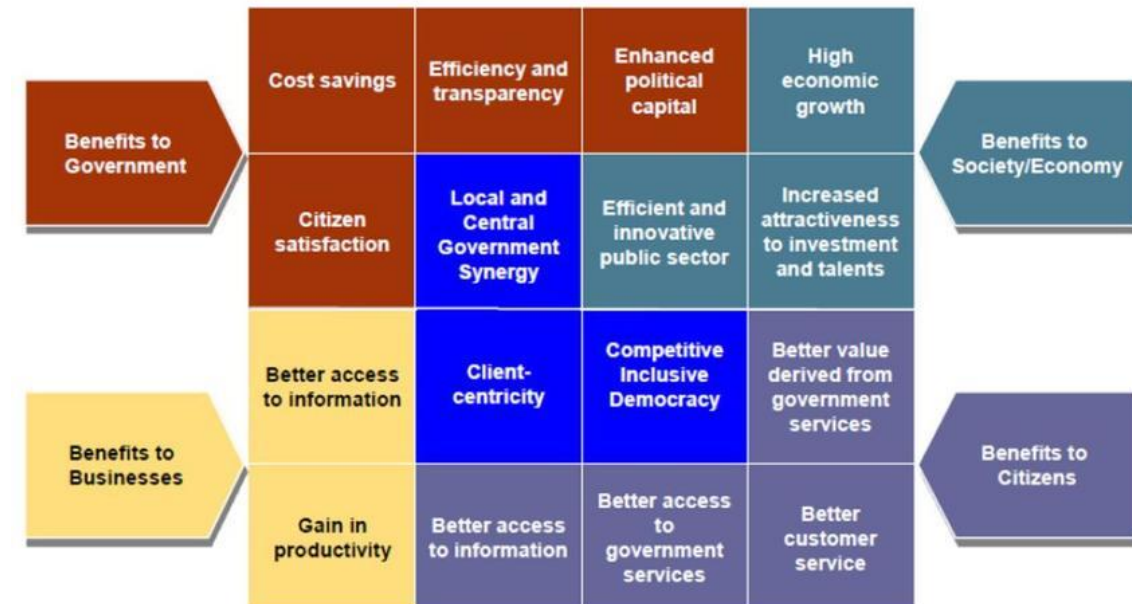 Benefits to
Government
Cost savings
Efficiency and
transparency
Enhanced
political
capital
High
economic
growth
Benefits to
Society/Economy
Citizen
satisfaction
Local and
Central
Government
Synergy
Efficient and
innovative
public sector
Increased
attractiveness
to investment
and talents
Benefits to
Businesses
Better access
to information
Client-
centricity
Competitive
Inclusive
Democracy
Better value
derived from
government
services
Benefits to
Citizens
Gain in
productivity
Better access
to information
Better access
to
government
services
Better
customer
service